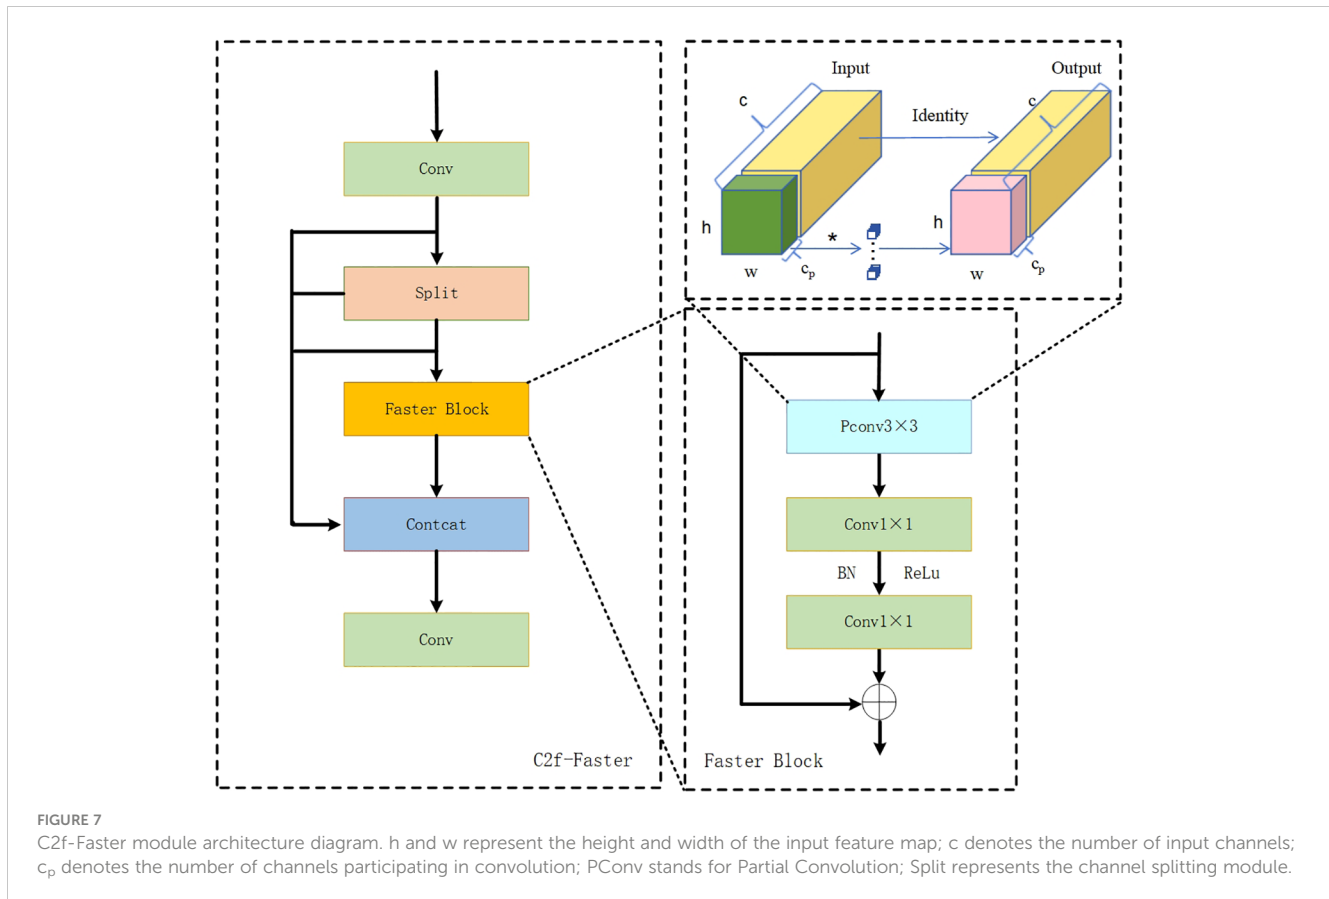 Conv
Split
Faster Block
Contcat
Conv
C2f-Faster
Input
Output
c
c
Identity
h
h
*
w
cp
w
cp
Pconv3×3
Conv1×1
BN
ReLu
Conv1×1
Faster Block
FIGURE 7
C2f-Faster module architecture diagram. h and w represent the height and width of the input feature map; c denotes the number of input channels;
cp denotes the number of channels participating in convolution; PConv stands for Partial Convolution; Split represents the channel splitting module.